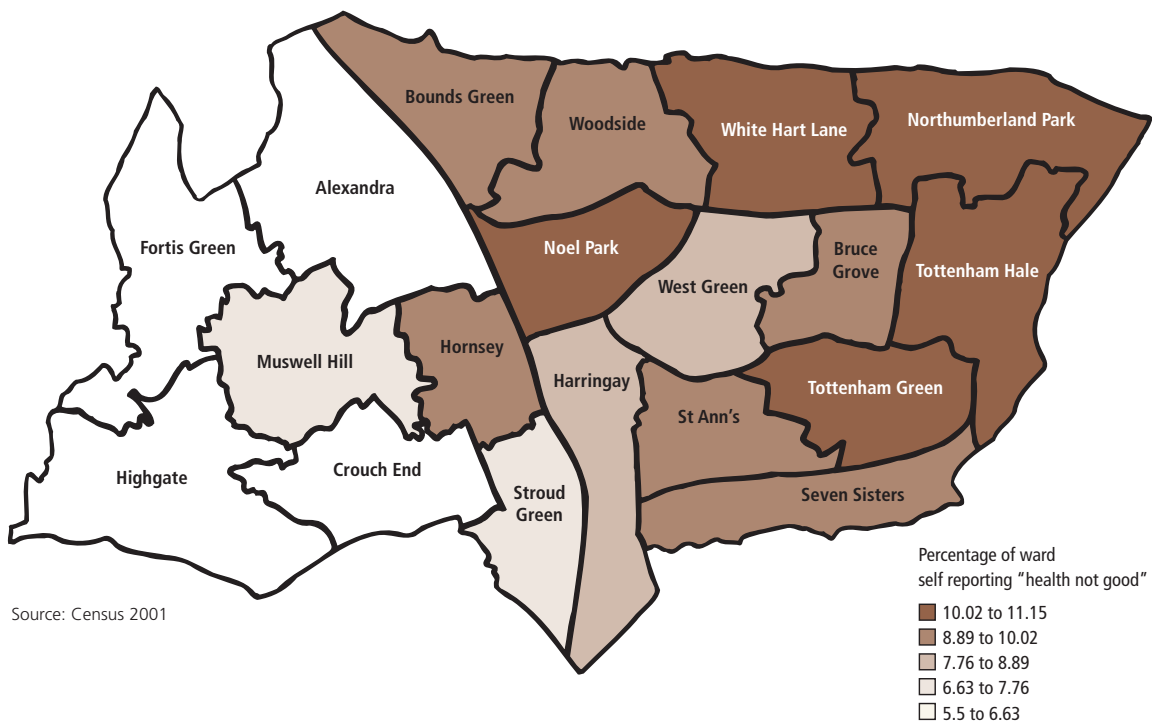 Bounds Green
Woodside
White Hart Lane
Northumberland Park
Alexandra
Fortis Green
Noel Park
West Green
Bruce
Grove
Tottenham Hale
Muswell Hill
Hornsey
Harringay
Tottenham Green
St Ann's
Highgate
Crouch End
Stroud
Green
Seven Sisters
Percentage of ward
self reporting “health not good”
10.02 to 11.15
8.89 to 10.02
7.76 to 8.89
6.63 to 7.76
5.5 to 6.63
Source: Census 2001